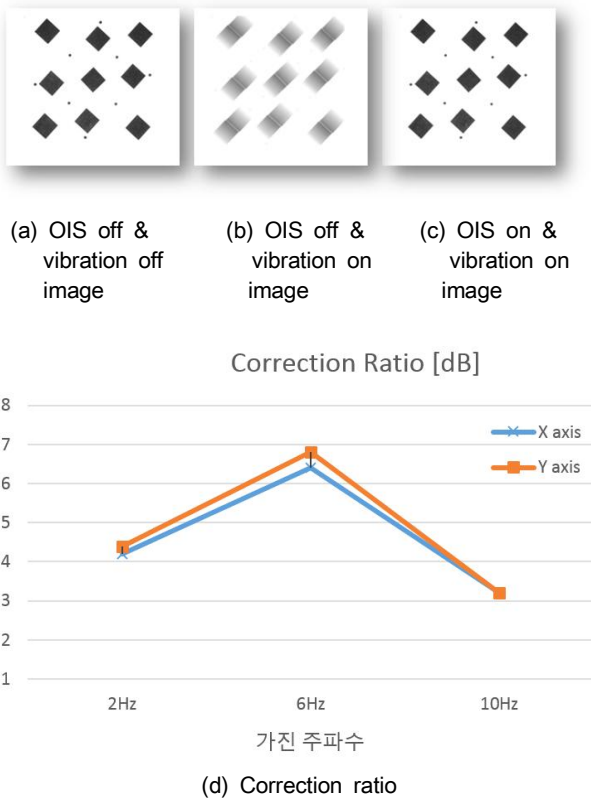 (a) OIS off &
vibration off
image
(b) OIS off &
vibration on
image
(c) OIS on &
vibration on
image
Correction Ratio [dB]
8
7
6
5
4
3
2
1
X axis
Y axis
2Hz
6Hz
10Hz
가진 주파수
(d) Correction ratio